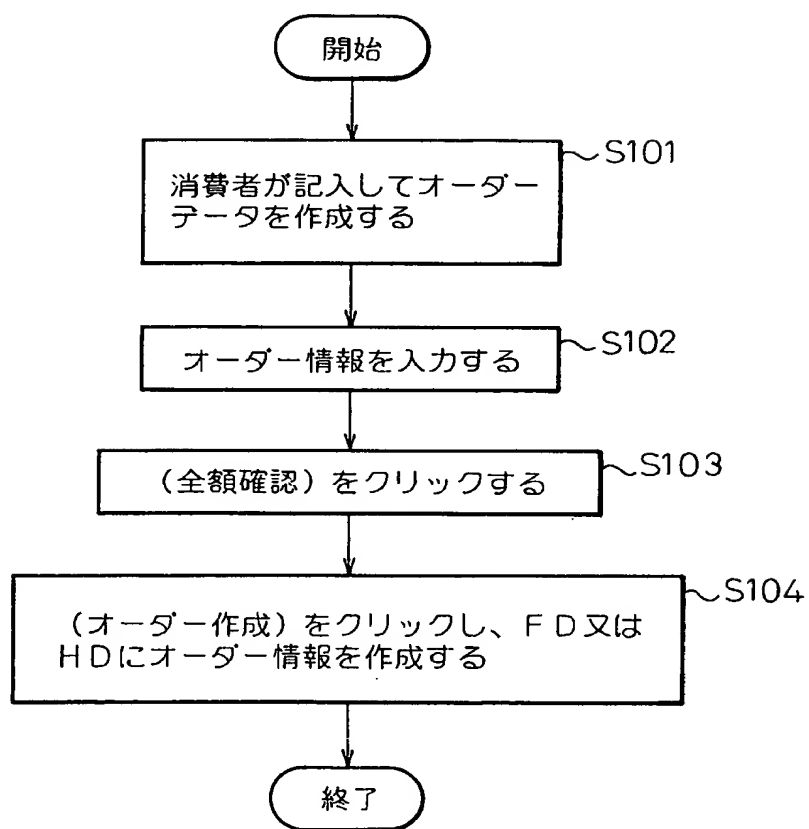 開始
S101
消費者が記入してオーダー
データを作成する
S102
オーダー情報を入力する
S103
(全額確認)をクリックする
S104
(オーダー作成)をクリックし、FD又は
HDにオーダー情報を作成する
終了